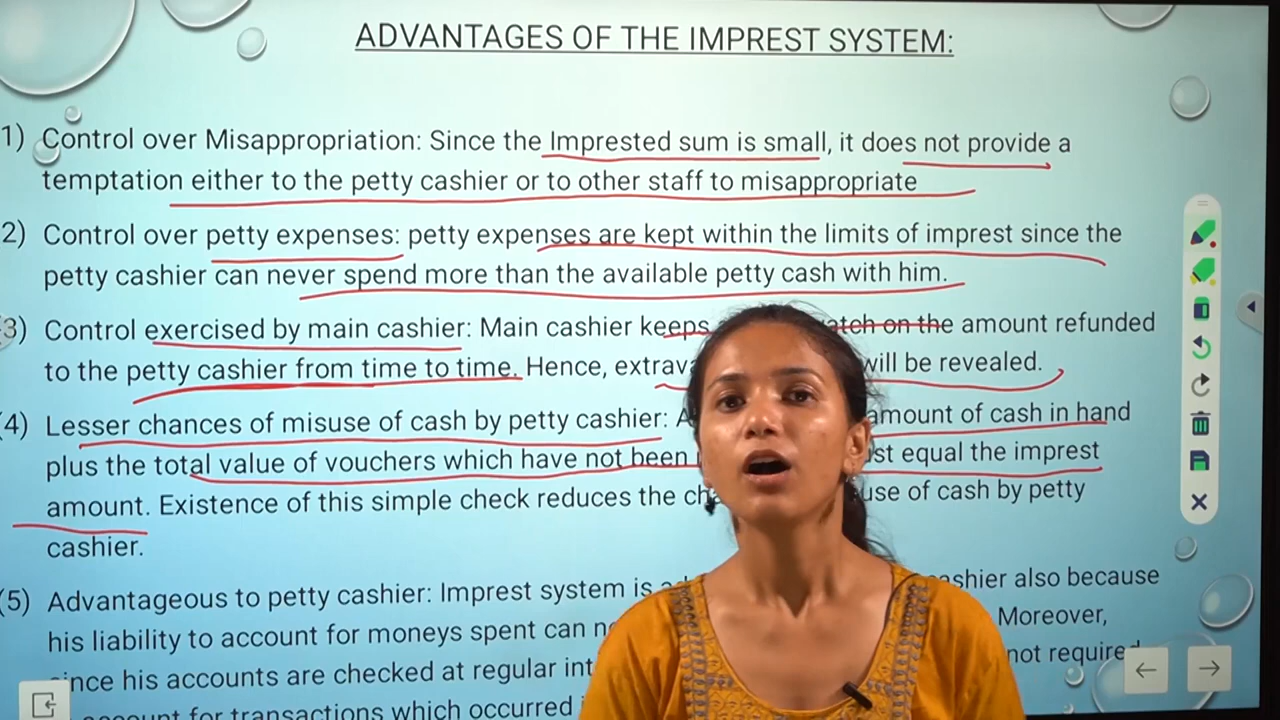 ADVANTAGES OF THE IMPREST SYSTEM:
1) Control over Misappropriation: Since the Imprested sum is small, it does not provide a
temptation either to the petty cashier or to other staff to misappropriate
2) Control over petty expenses: petty expenses are kept within the limits of imprest since the
petty cashier can never spend more than the available petty cash with him.
3) Control exercised by main cashier: Main cashier keeps on the amount refunded
to the petty cashier from time to time. Hence, will be revealed.
(4) Lesser chances of misuse of cash by petty cashier: amount of cash in hand
plus the total value of vouchers which have not been equal the imprest
amount. Existence of this simple check reduces the use of cash by petty
cashier.
(5) Advantageous to petty cashier: Imprest system is also because
his liability to account for moneys spent can Moreover,
since his accounts are checked at regular not required
account for transactions which occurred